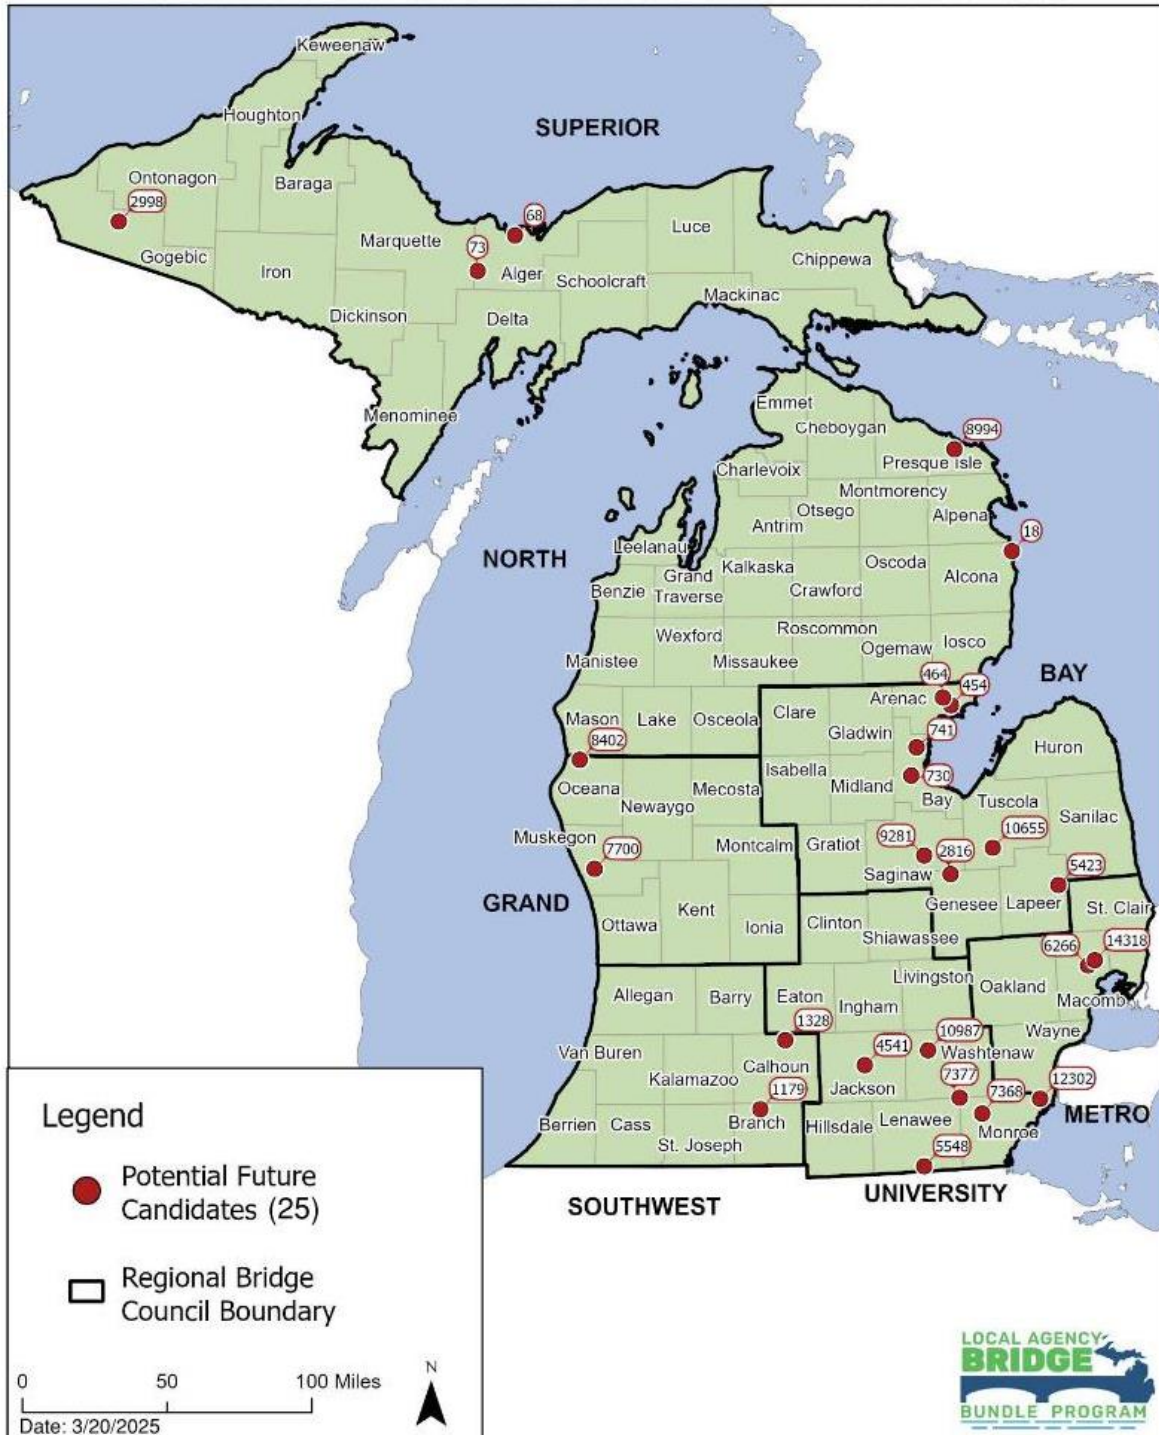 Keweenaw
Houghton
SUPERIOR
Ontonagon
Baraga
2998
68
Luce
Marquette
73
Gogebic
Iron
Alger
Schoolcraft
Chippewa
Mackinac
Dickinson
Delta
Menominee
Emmet
Cheboygan
8994
Charlevoix
Presque Isle
Montmorency
Otsego
Antrim
Alpena
18
NORTH
Leelanau
Kalkaska
Oscoda
Grand
Traverse
Benzie
Crawford
Alcona
Roscommon
Wexford
Ogemaw
Iosco
Manistee
Missaukee
464
454
BAY
Arenac
Mason
Lake
Osceola
Clare
8402
Gladwin
741
Huron
Isabella
730
Oceana
Mecosta
Midland
Bay
Newaygo
Tuscola
Sanilac
Muskegon
7700
Montcalm
Gratiot
9281
2816
10655
Saginaw
5423
GRAND
Kent
Genesee
Lapeer
St. Clair
Ottawa
Ionia
Clinton
Shiawassee
6266
14318
Livingston
Oakland
Macomb
Allegan
Barry
Eaton
Ingham
1328
10987
Wayne
Van Buren
4541
Washtenaw
Calhoun
Kalamazoo
7377
Jackson
1179
7368
12302
METRO
Berrien
Cass
Branch
Hillsdale
Lenawee
Monroe
St. Joseph
5548
UNIVERSITY
SOUTHWEST
Legend
Potential Future
Candidates (25)
Regional Bridge
Council Boundary
0 50 100 Miles
N
Date: 3/20/2025
LOCAL AGENCY
BRIDGE
BUNDLE PROGRAM